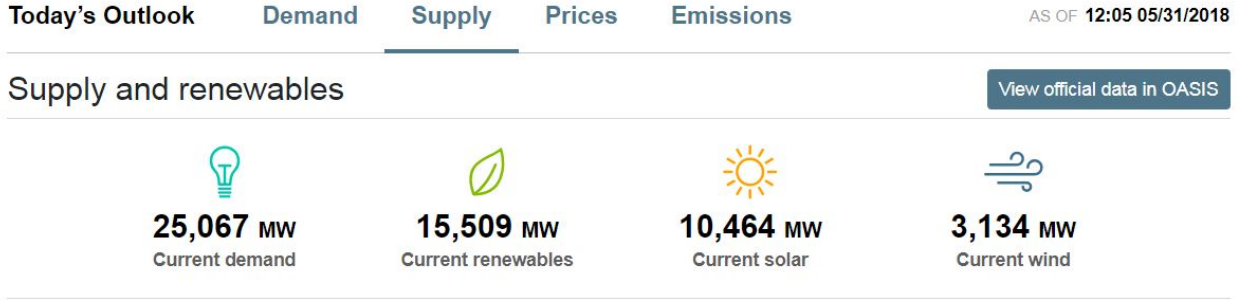 Today's Outlook Demand Supply Prices Emissions AS OF 12:05 05/31/2018
Supply and renewables View official data in OASIS
25,067 MW 15,509 MW 10,464 MW 3,134 MW
Current demand Current renewables Current solar Current wind